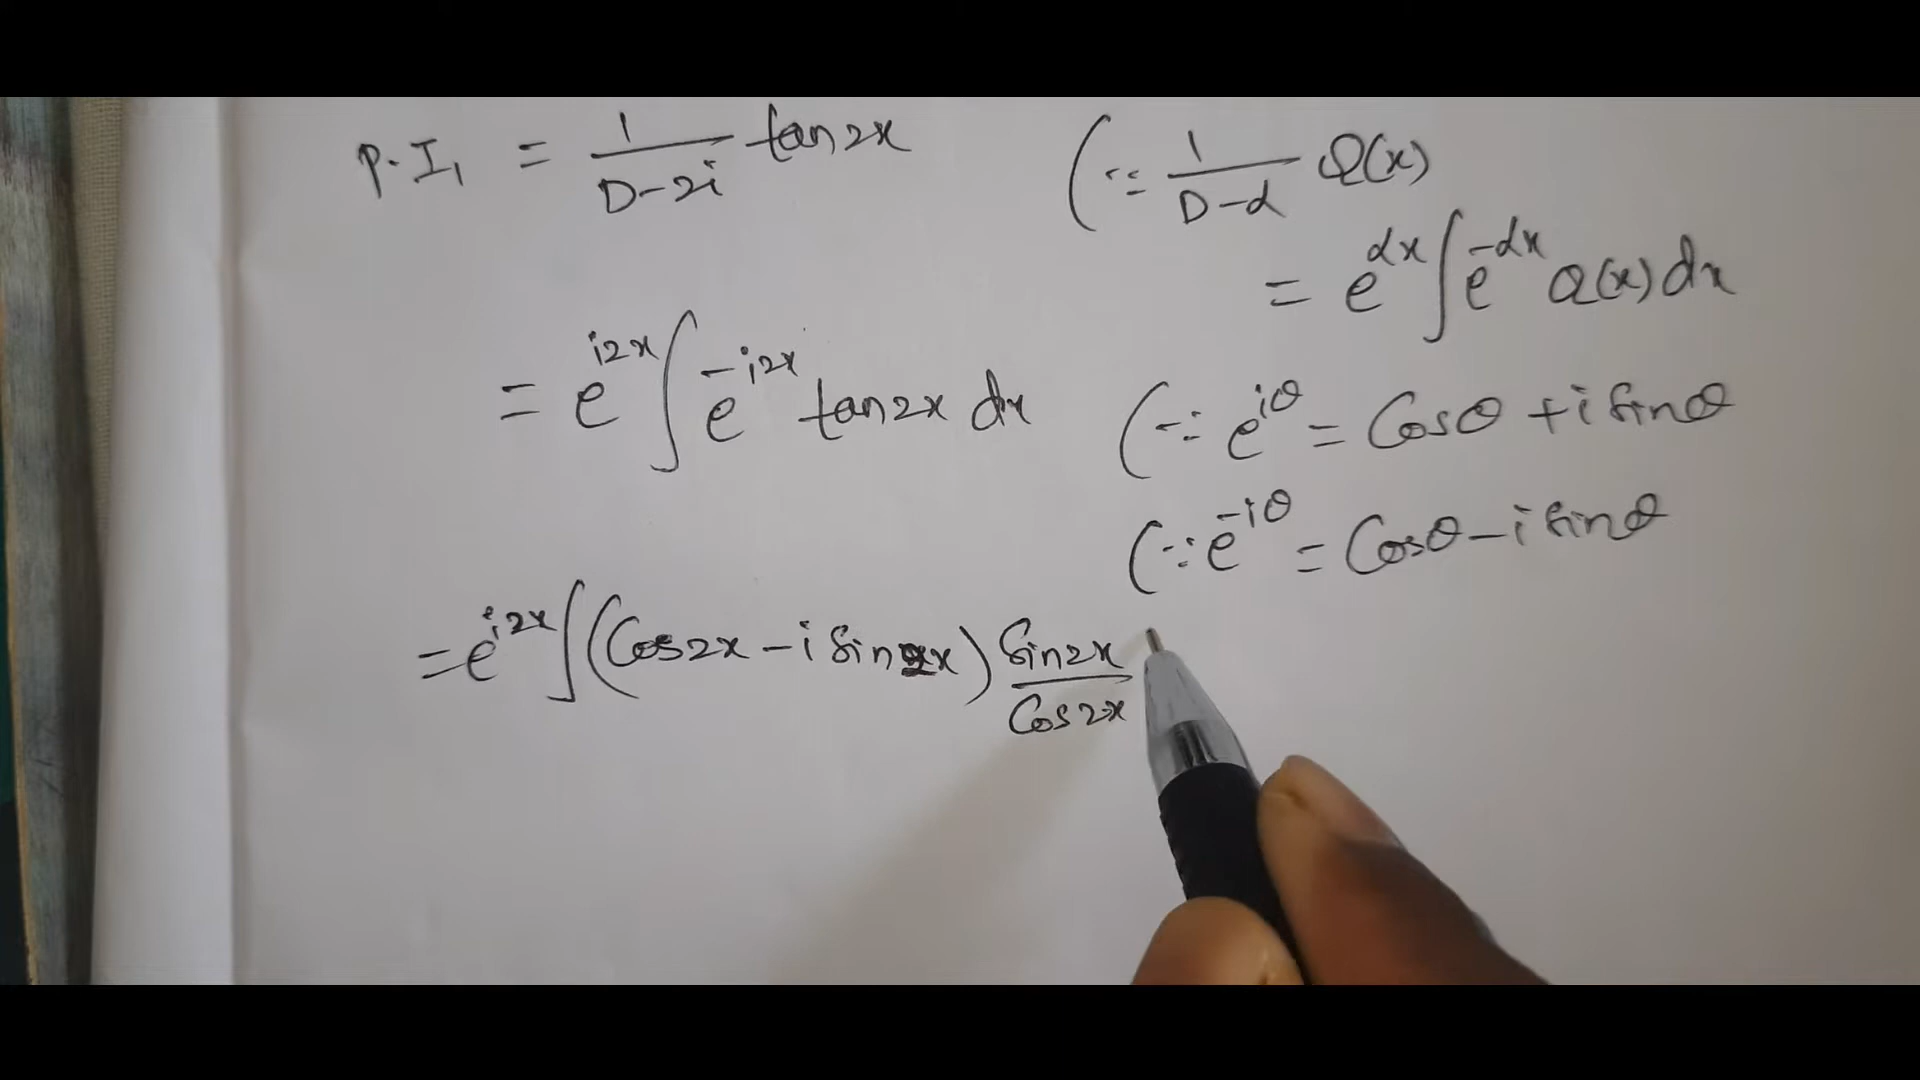 P.I₁ = 1/(D-2i) tan2x (∵ 1/(D-α) Q(x)
= e^{αx} ∫ e^{-αx} Q(x) dx
= e^{i2x} ∫ e^{-i2x} tan2x dx (∵ e^{iθ} = Cosθ + i Sinθ
(∵ e^{-iθ} = Cosθ - i Sinθ
= e^{i2x} ∫ (Cos2x - i Sin2x) Sin2x/Cos2x